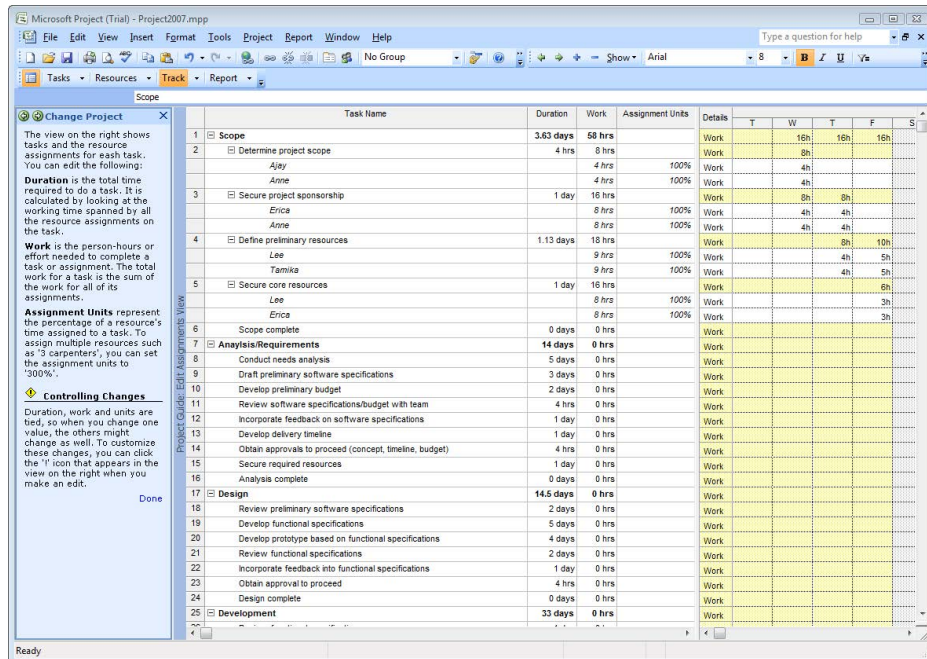 Microsoft Project (Trial) - Project2007.mpp
File Edit View Insert Format Tools Project Report Window Help Type a question for help
No Group Show Arial 8 B I U
Tasks Resources Track Report
Scope
Change Project
The view on the right shows
tasks and the resource
assignments for each task.
You can edit the following:
Duration is the total time
required to do a task. It is
calculated by looking at the
working time spanned by all
the resource assignments on
the task.
Work is the person-hours or
effort needed to complete a
task or assignment. The total
work for a task is the sum of
the work for all of its
assignments.
Assignment Units represent
the percentage of a resource's
time assigned to a task. To
assign multiple resources such
as '3 carpenters', you can set
the assignment units to
'300%'.
Controlling Changes
Duration, work and units are
tied, so when you change one
value, the others might
change as well. To customize
these changes, you can click
the '!' icon that appears in the
view on the right when you
make an edit.
Done
Project Guide: Edit Assignments View
Task Name Duration Work Assignment Units Details T W T F S
1 Scope 3.63 days 58 hrs Work 16h 16h 16h
2 Determine project scope 4 hrs 8 hrs Work 8h
Ajay 4 hrs 100% Work 4h
Anne 4 hrs 100% Work 4h
3 Secure project sponsorship 1 day 16 hrs Work 8h 8h
Erica 8 hrs 100% Work 4h 4h
Anne 8 hrs 100% Work 4h 4h
4 Define preliminary resources 1.13 days 18 hrs Work 8h 10h
Lee 9 hrs 100% Work 4h 5h
Tamika 9 hrs 100% Work 4h 5h
5 Secure core resources 1 day 16 hrs Work 6h
Lee 8 hrs 100% Work 3h
Erica 8 hrs 100% Work 3h
6 Scope complete 0 days 0 hrs Work
7 Anaylsis/Requirements 14 days 0 hrs Work
8 Conduct needs analysis 5 days 0 hrs Work
9 Draft preliminary software specifications 3 days 0 hrs Work
10 Develop preliminary budget 2 days 0 hrs Work
11 Review software specifications/budget with team 4 hrs 0 hrs Work
12 Incorporate feedback on software specifications 1 day 0 hrs Work
13 Develop delivery timeline 1 day 0 hrs Work
14 Obtain approvals to proceed (concept, timeline, budget) 4 hrs 0 hrs Work
15 Secure required resources 1 day 0 hrs Work
16 Analysis complete 0 days 0 hrs Work
17 Design 14.5 days 0 hrs Work
18 Review preliminary software specifications 2 days 0 hrs Work
19 Develop functional specifications 5 days 0 hrs Work
20 Develop prototype based on functional specifications 4 days 0 hrs Work
21 Review functional specifications 2 days 0 hrs Work
22 Incorporate feedback into functional specifications 1 day 0 hrs Work
23 Obtain approval to proceed 4 hrs 0 hrs Work
24 Design complete 0 days 0 hrs Work
25 Development 33 days 0 hrs Work
Ready